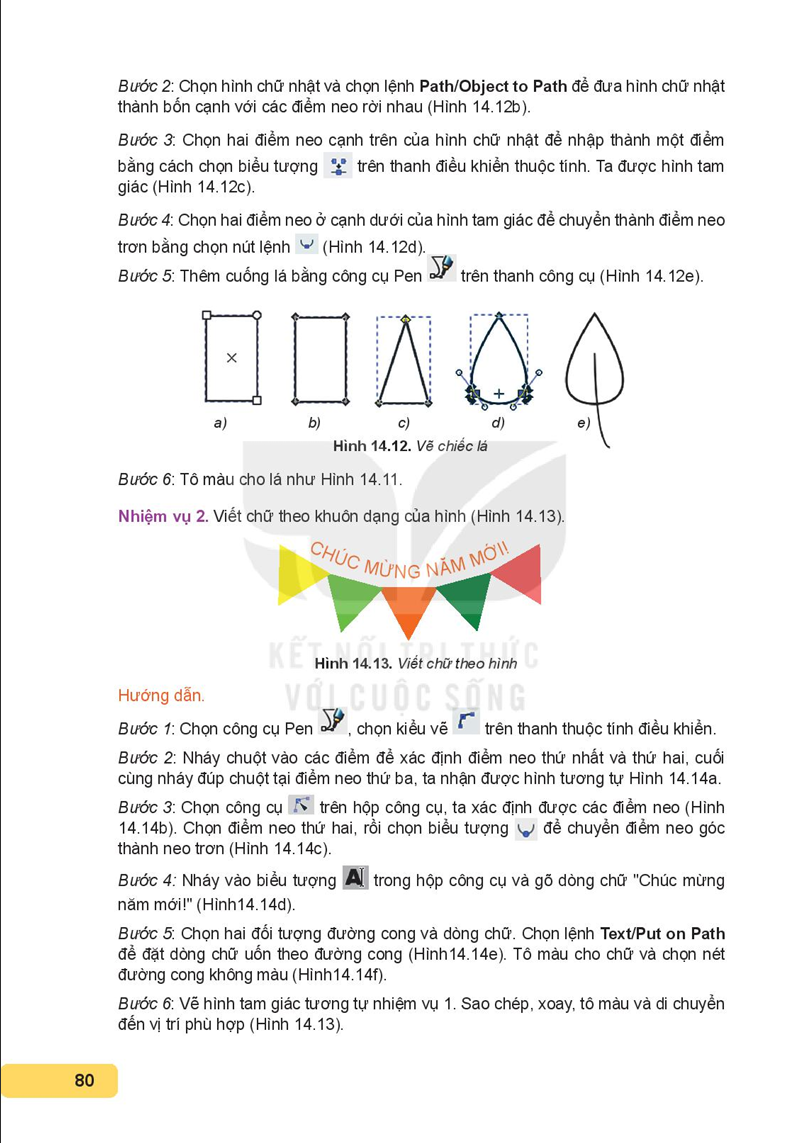 Bước 2: Chọn hình chữ nhật và chọn lệnh Path/Object to Path để đưa hình chữ nhật
thành bốn cạnh với các điểm neo rời nhau (Hình 14.12b).
Bước 3: Chọn hai điểm neo cạnh trên của hình chữ nhật để nhập thành một điểm
bằng cách chọn biểu tượng trên thanh điều khiển thuộc tính. Ta được hình tam
giác (Hình 14.12c).
Bước 4: Chọn hai điểm neo ở cạnh dưới của hình tam giác để chuyển thành điểm neo
trơn bằng chọn nút lệnh (Hình 14.12d).
Bước 5: Thêm cuống lá bằng công cụ Pen trên thanh công cụ (Hình 14.12e).
a) b) c) d) e)
Hình 14.12. Vẽ chiếc lá
Bước 6: Tô màu cho lá như Hình 14.11.
Nhiệm vụ 2. Viết chữ theo khuôn dạng của hình (Hình 14.13).
CHÚC MỪNG NĂM MỚI!
KẾT NỐI TRI THỨC
Hình 14.13. Viết chữ theo hình
VỚI CUỘC SỐNG
Hướng dẫn.
Bước 1: Chọn công cụ Pen , chọn kiểu vẽ trên thanh thuộc tính điều khiển.
Bước 2: Nháy chuột vào các điểm để xác định điểm neo thứ nhất và thứ hai, cuối
cùng nháy đúp chuột tại điểm neo thứ ba, ta nhận được hình tương tự Hình 14.14a.
Bước 3: Chọn công cụ trên hộp công cụ, ta xác định được các điểm neo (Hình
14.14b). Chọn điểm neo thứ hai, rồi chọn biểu tượng để chuyển điểm neo góc
thành neo trơn (Hình 14.14c).
Bước 4: Nháy vào biểu tượng A trong hộp công cụ và gõ dòng chữ "Chúc mừng
năm mới!" (Hình14.14d).
Bước 5: Chọn hai đối tượng đường cong và dòng chữ. Chọn lệnh Text/Put on Path
để đặt dòng chữ uốn theo đường cong (Hình14.14e). Tô màu cho chữ và chọn nét
đường cong không màu (Hình14.14f).
Bước 6: Vẽ hình tam giác tương tự nhiệm vụ 1. Sao chép, xoay, tô màu và di chuyển
đến vị trí phù hợp (Hình 14.13).
80